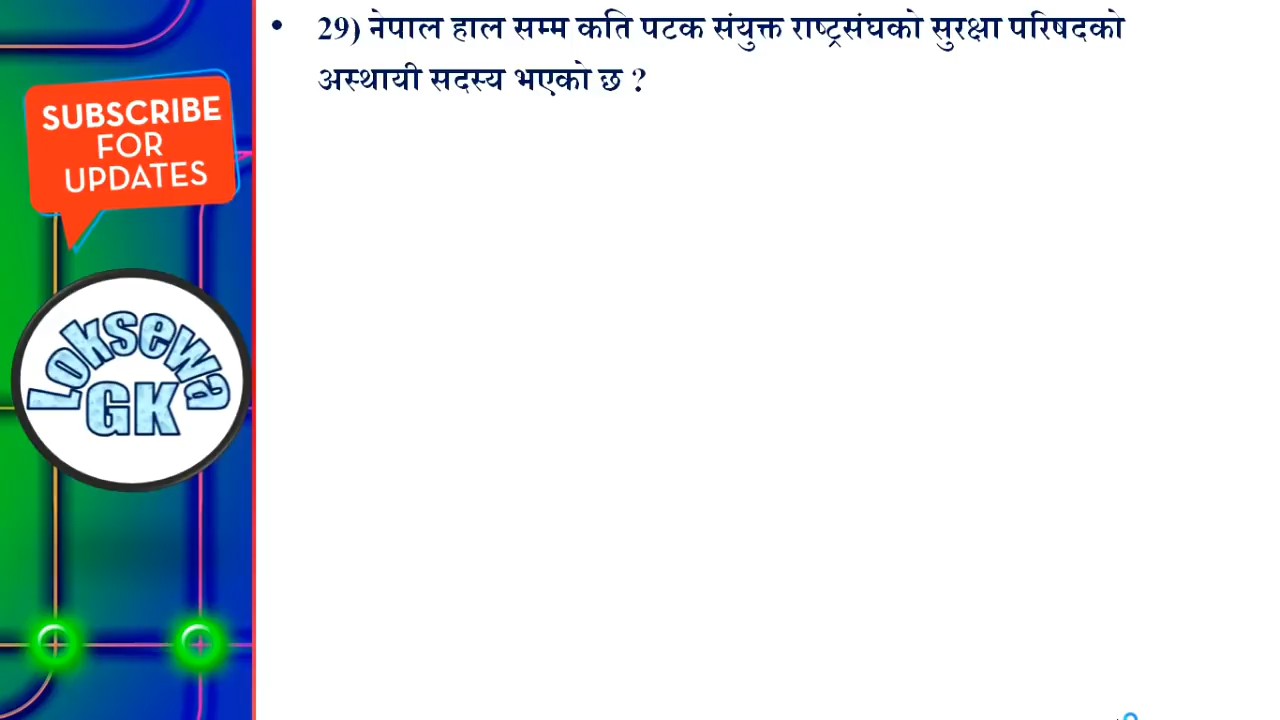 • 29) नेपाल हाल सम्म कति पटक संयुक्त राष्ट्रसंघको सुरक्षा परिषदको
अस्थायी सदस्य भएको छ ?
SUBSCRIBE
FOR
UPDATES
Loksewa
GK